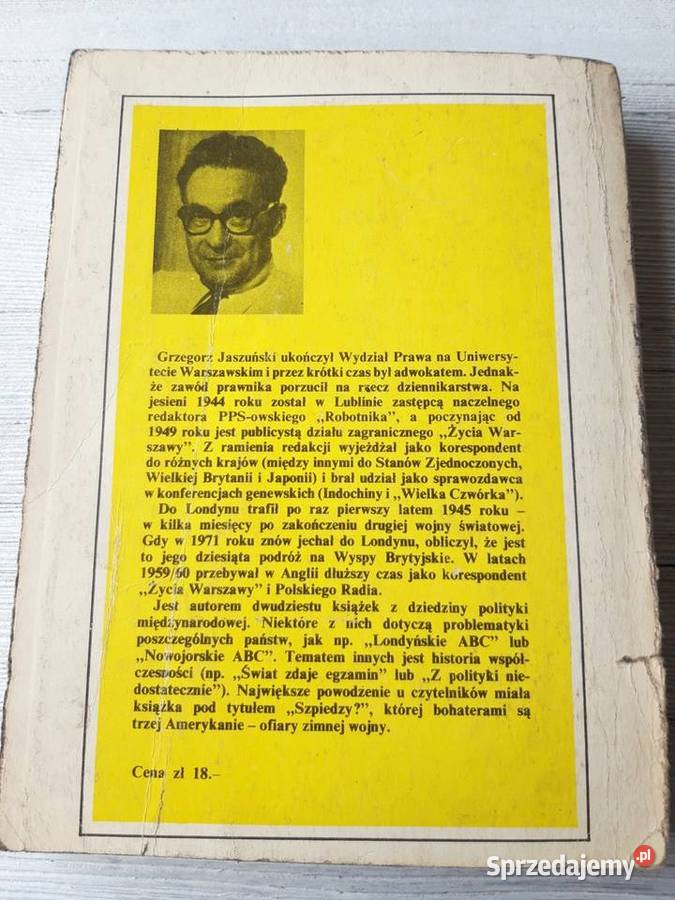 Grzegorz Jaszuński ukończył Wydział Prawa na Uniwersy-
tecie Warszawskim i przez krótki czas był adwokatem. Jednak-
że zawód prawnika porzucił na rzecz dziennikarstwa. Na
jesieni 1944 roku został w Lublinie zastępcą naczelnego
redaktora PPS-owskiego „Robotnika”, a poczynając od
1949 roku jest publicystą działu zagranicznego „Życia War-
szawy”. Z ramienia redakcji wyjeżdżał jako korespondent
do różnych krajów (między innymi do Stanów Zjednoczonych,
Wielkiej Brytanii i Japonii) i brał udział jako sprawozdawca
w konferencjach genewskich (Indochiny i „Wielka Czwórka”).
Do Londynu trafił po raz pierwszy latem 1945 roku –
w kilka miesięcy po zakończeniu drugiej wojny światowej.
Gdy w 1971 roku znów jechał do Londynu, obliczył, że jest
to jego dziesiąta podróż na Wyspy Brytyjskie. W latach
1959/60 przebywał w Anglii dłuższy czas jako korespondent
„Życia Warszawy” i Polskiego Radia.
Jest autorem dwudziestu książek z dziedziny polityki
międzynarodowej. Niektóre z nich dotyczą problematyki
poszczególnych państw, jak np. „Londyńskie ABC” lub
„Nowojorskie ABC”. Tematem innych jest historia współ-
czesności (np. „Świat zdaje egzamin” lub „Z polityki nie-
dostatecznie”). Największe powodzenie u czytelników miała
książka pod tytułem „Szpiedzy?”, której bohaterami są
trzej Amerykanie – ofiary zimnej wojny.
Cena zł 18.–
Sprzedajemy.pl